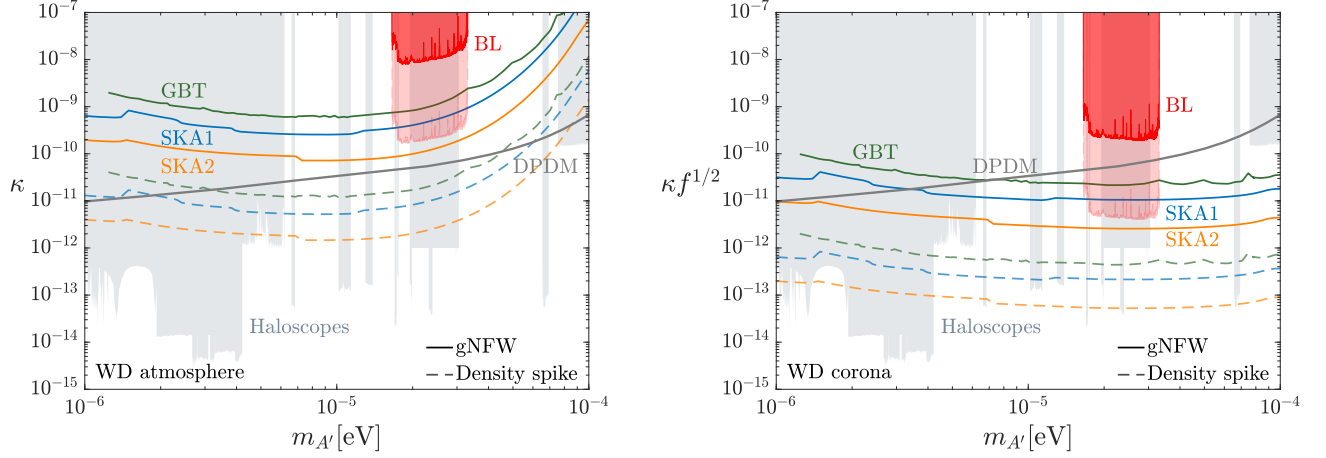 κ
10⁻⁷
10⁻⁸
10⁻⁹
10⁻¹⁰
10⁻¹¹
10⁻¹²
10⁻¹³
10⁻¹⁴
10⁻¹⁵
BL
GBT
SKA1
SKA2
DPDM
Haloscopes
gNFW
WD atmosphere
Density spike
10⁻⁶
10⁻⁵
10⁻⁴
m_{A′}[eV]
κf^{1/2}
10⁻⁷
10⁻⁸
10⁻⁹
10⁻¹⁰
10⁻¹¹
10⁻¹²
10⁻¹³
10⁻¹⁴
10⁻¹⁵
BL
GBT
DPDM
SKA1
SKA2
Haloscopes
gNFW
WD corona
Density spike
10⁻⁶
10⁻⁵
10⁻⁴
m_{A′}[eV]